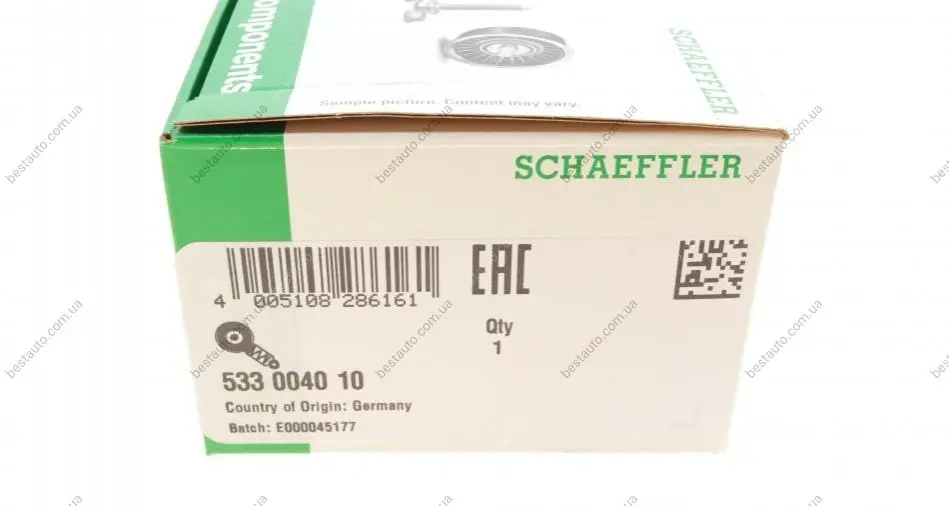 omponents
SCHAEFFLER
Sample picture. Content may vary.
SCHAEFFLER
4 005108 286161
EAC
Qty
1
533 0040 10
Country of Origin: Germany
Batch: E000045177
bestauto.com.ua